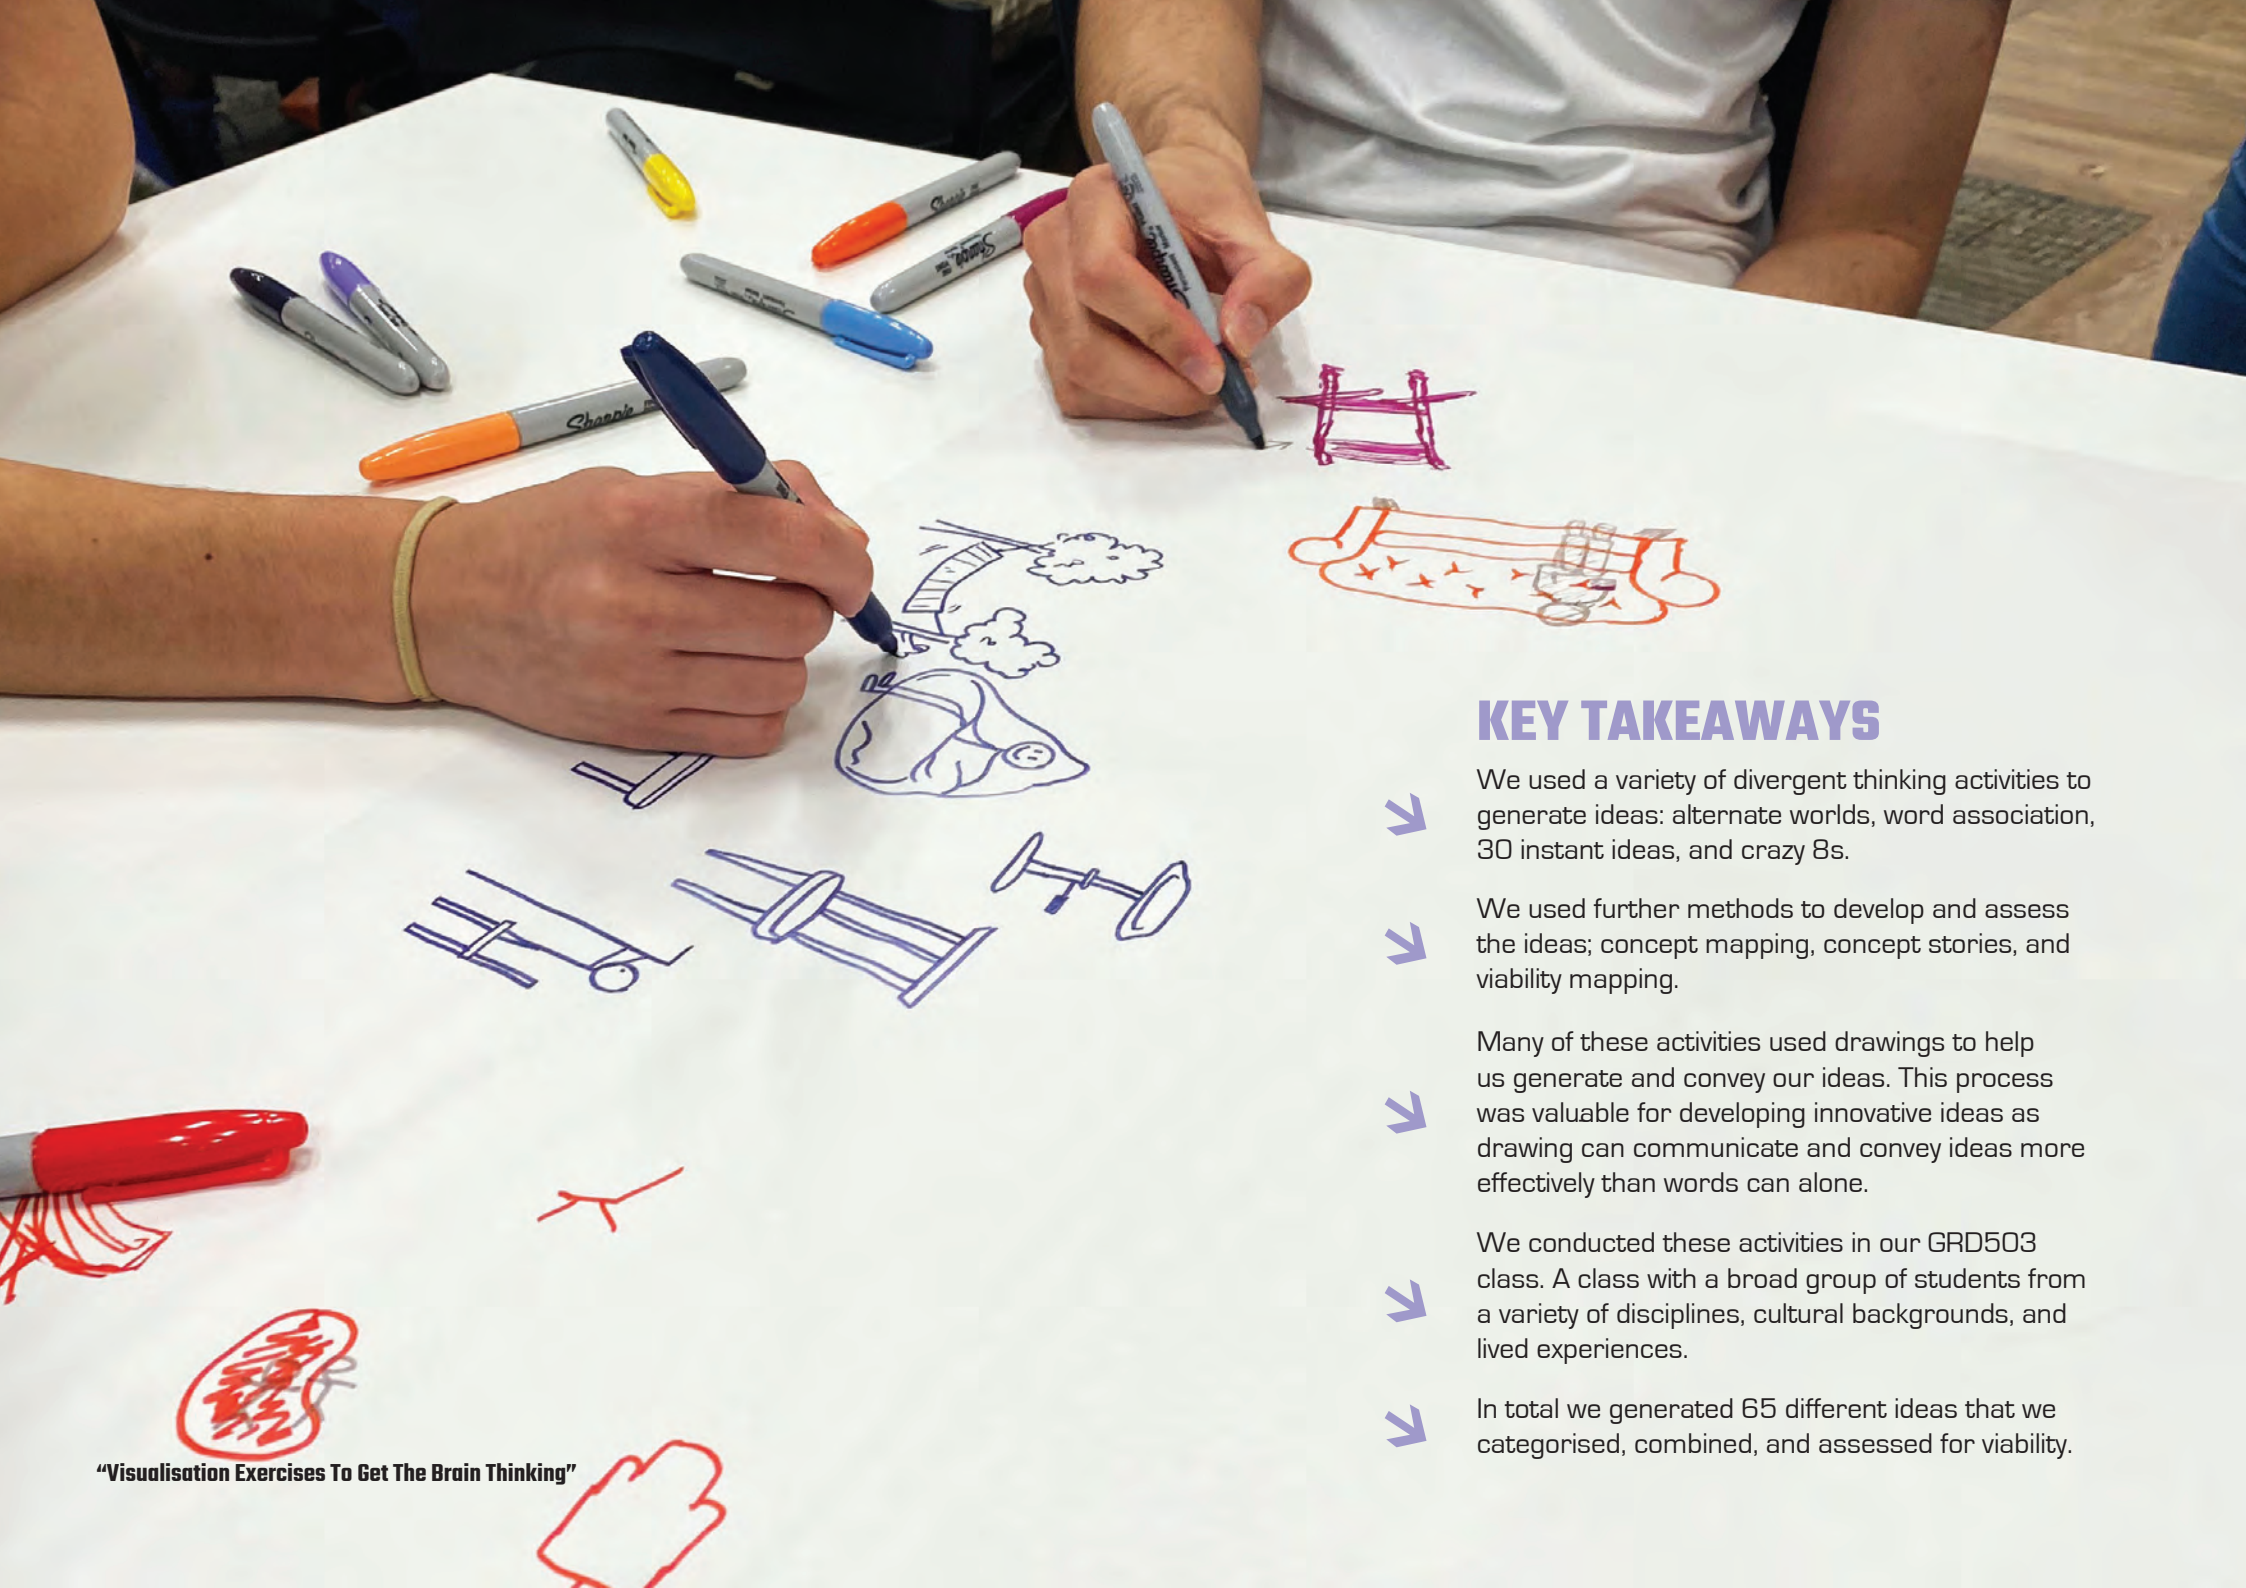 Sharpie
Sharpie
Sharpie
Sharpie
KEY TAKEAWAYS
We used a variety of divergent thinking activities to
generate ideas: alternate worlds, word association,
30 instant ideas, and crazy 8s.
We used further methods to develop and assess
the ideas; concept mapping, concept stories, and
viability mapping.
Many of these activities used drawings to help
us generate and convey our ideas. This process
was valuable for developing innovative ideas as
drawing can communicate and convey ideas more
effectively than words can alone.
We conducted these activities in our GRD503
class. A class with a broad group of students from
a variety of disciplines, cultural backgrounds, and
lived experiences.
In total we generated 65 different ideas that we
categorised, combined, and assessed for viability.
“Visualisation Exercises To Get The Brain Thinking”